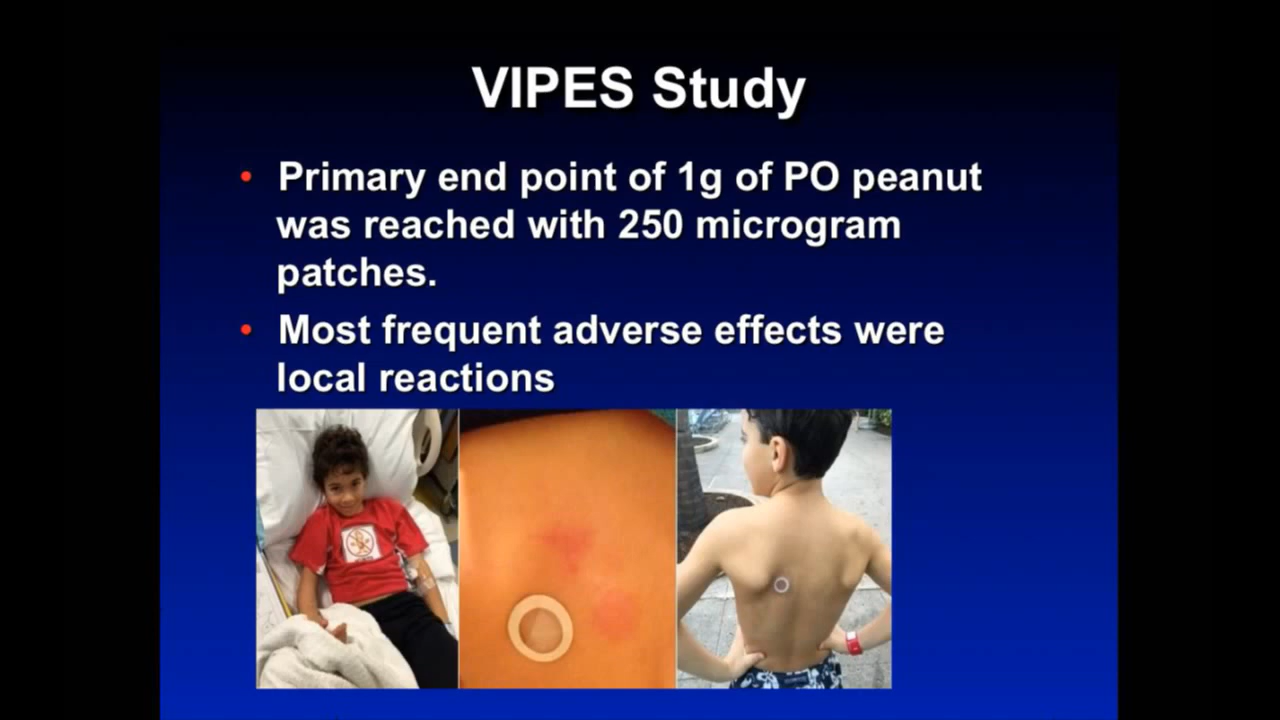 VIPES Study
• Primary end point of 1g of PO peanut
was reached with 250 microgram
patches.
• Most frequent adverse effects were
local reactions